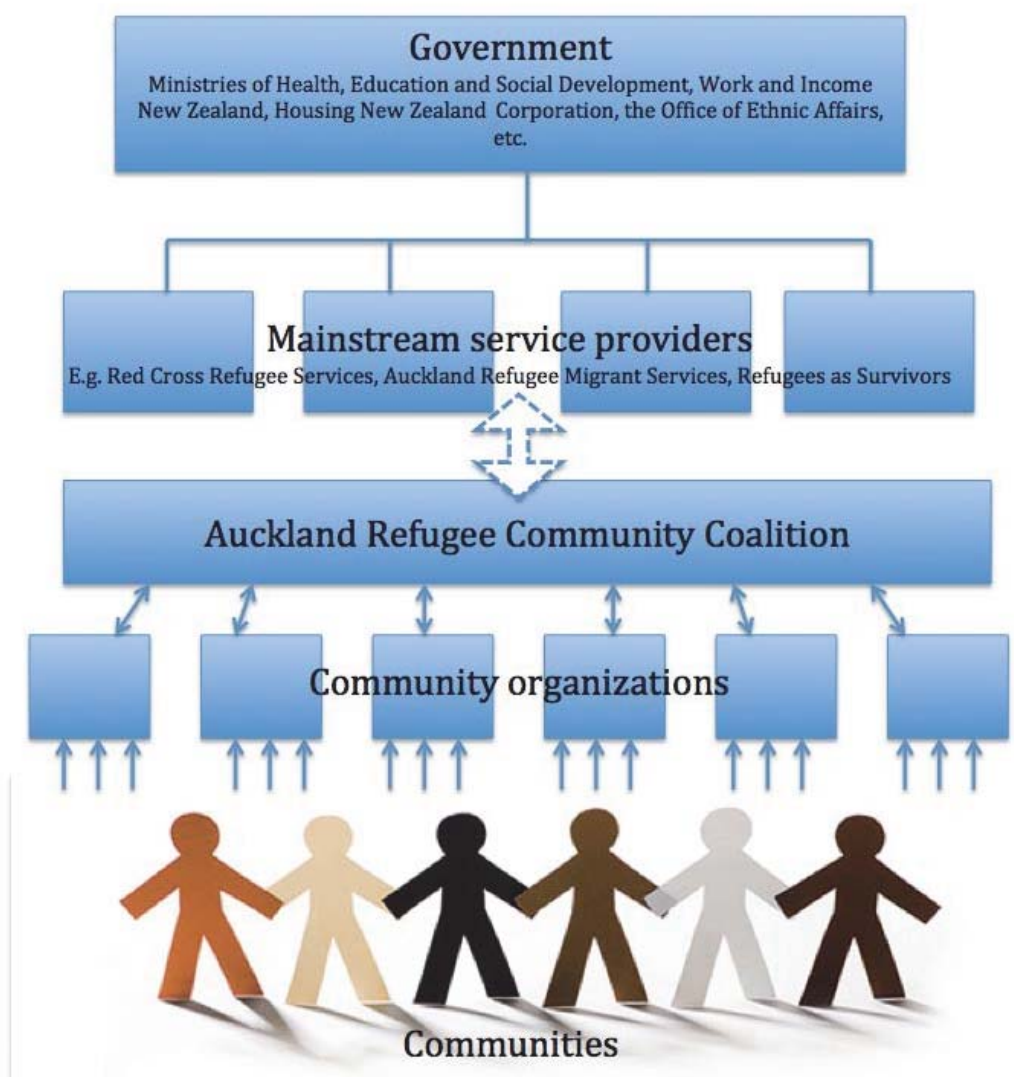 Government
Ministries of Health, Education and Social Development, Work and Income
New Zealand, Housing New Zealand Corporation, the Office of Ethnic Affairs,
etc.
Mainstream service providers
E.g. Red Cross Refugee Services, Auckland Refugee Migrant Services, Refugees as Survivors
Auckland Refugee Community Coalition
Community organizations
Communities